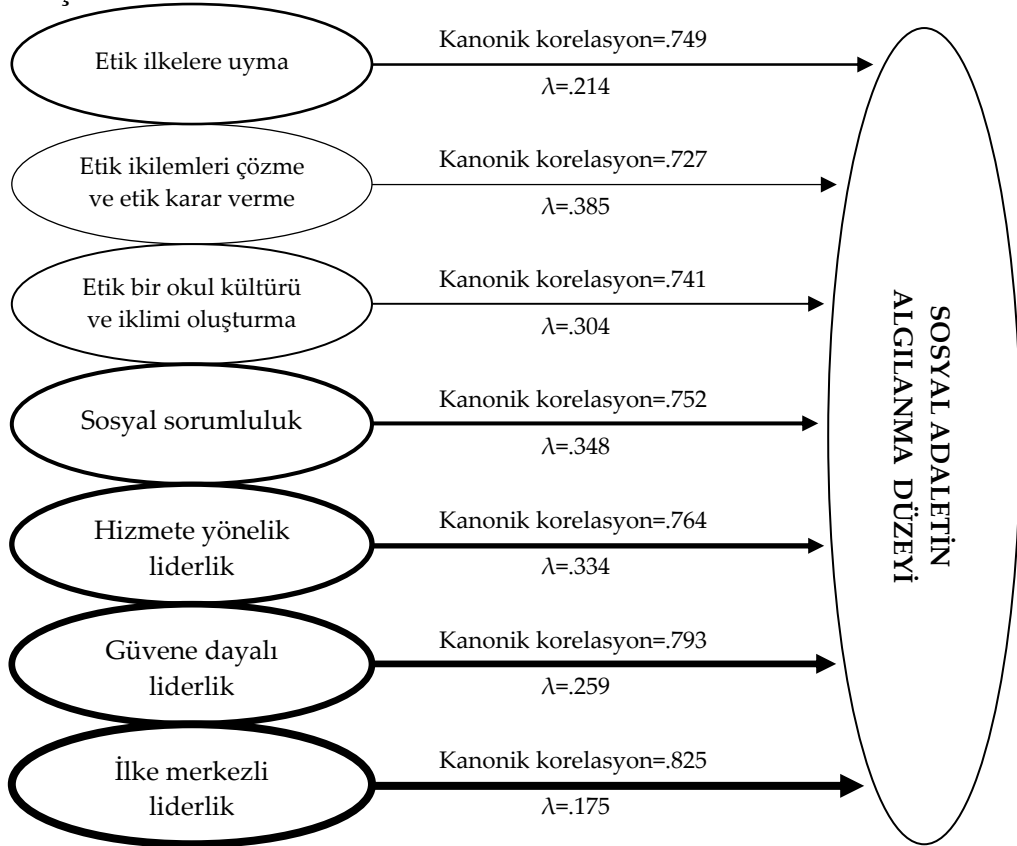 Etik ilkelere uyma
Kanonik korelasyon=.749
λ=.214
Etik ikilemleri çözme
ve etik karar verme
Kanonik korelasyon=.727
λ=.385
Etik bir okul kültürü
ve iklimi oluşturma
Kanonik korelasyon=.741
λ=.304
Sosyal sorumluluk
Kanonik korelasyon=.752
λ=.348
Hizmete yönelik
liderlik
Kanonik korelasyon=.764
λ=.334
Güvene dayalı
liderlik
Kanonik korelasyon=.793
λ=.259
İlke merkezli
liderlik
Kanonik korelasyon=.825
λ=.175
SOSYAL ADALETİN
ALGILANMA DÜZEYİ